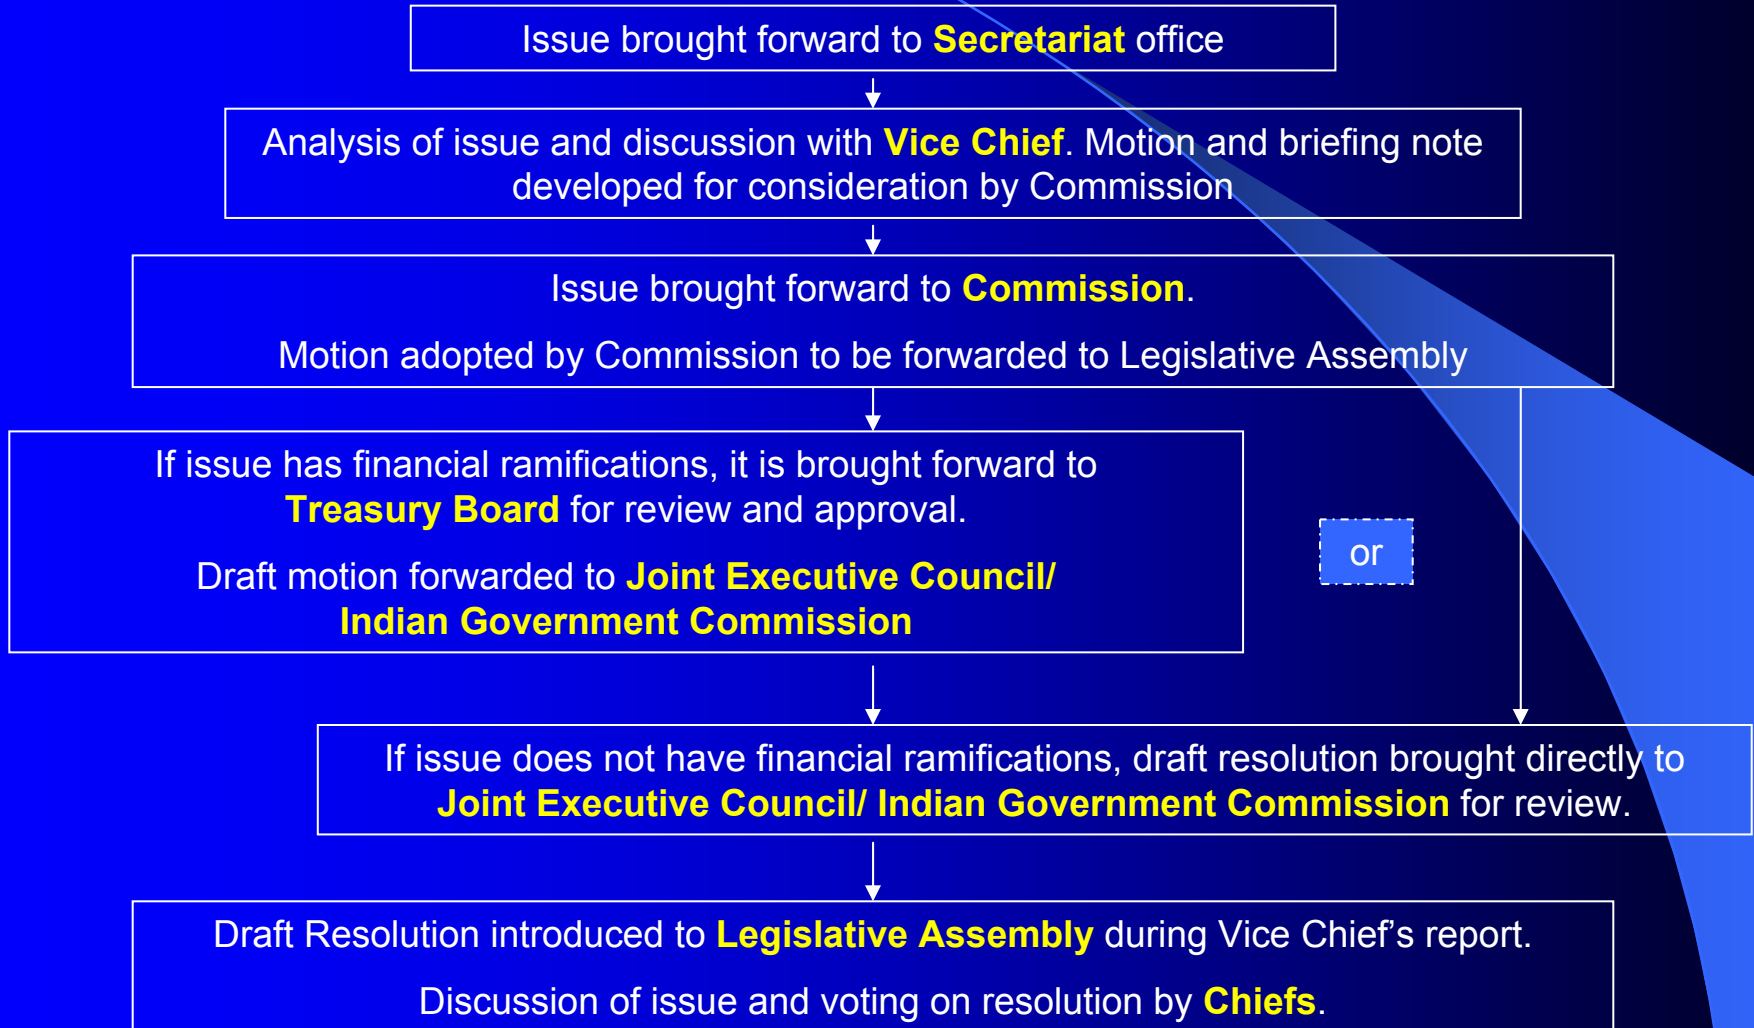 Issue brought forward to Secretariat office
Analysis of issue and discussion with Vice Chief. Motion and briefing note
developed for consideration by Commission
Issue brought forward to Commission.
Motion adopted by Commission to be forwarded to Legislative Assembly
If issue has financial ramifications, it is brought forward to
Treasury Board for review and approval.
Draft motion forwarded to Joint Executive Council/
Indian Government Commission
or
If issue does not have financial ramifications, draft resolution brought directly to
Joint Executive Council/ Indian Government Commission for review.
Draft Resolution introduced to Legislative Assembly during Vice Chief’s report.
Discussion of issue and voting on resolution by Chiefs.